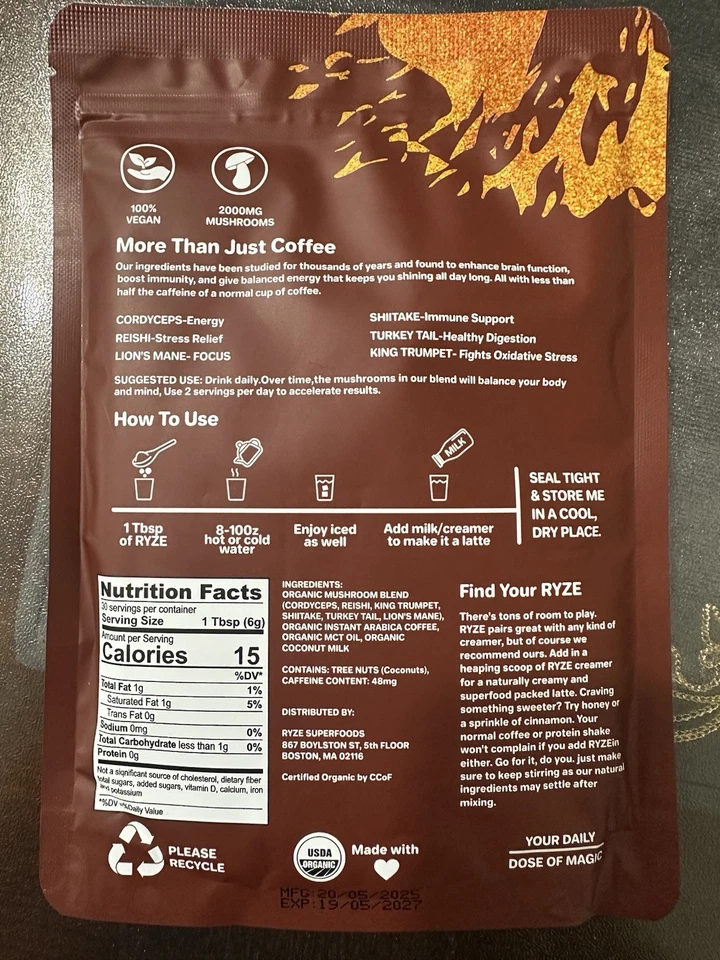 100%
VEGAN
2000MG
MUSHROOMS
More Than Just Coffee
Our ingredients have been studied for thousands of years and found to enhance brain function,
boost immunity, and give balanced energy that keeps you shining all day long. All with less than
half the caffeine of a normal cup of coffee.
CORDYCEPS-Energy
REISHI-Stress Relief
LION'S MANE- FOCUS
SHIITAKE-Immune Support
TURKEY TAIL-Healthy Digestion
KING TRUMPET- Fights Oxidative Stress
SUGGESTED USE: Drink daily.Over time,the mushrooms in our blend will balance your body
and mind, Use 2 servings per day to accelerate results.
How To Use
MILK
1 Tbsp
of RYZE
8-100z
hot or cold
water
Enjoy iced
as well
Add milk/creamer
to make it a latte
SEAL TIGHT
& STORE ME
IN A COOL,
DRY PLACE.
Nutrition Facts
30 servings per container
Serving Size 1 Tbsp (6g)
Amount per Serving
Calories 15
%DV*
Total Fat 1g 1%
Saturated Fat 1g 5%
Trans Fat 0g
Sodium 0mg 0%
Total Carbohydrate less than 1g 0%
Protein 0g
Not a significant source of cholesterol, dietary fiber
total sugars, added sugars, vitamin D, calcium, iron
and potassium
*%DV = %Daily Value
INGREDIENTS:
ORGANIC MUSHROOM BLEND
(CORDYCEPS, REISHI, KING TRUMPET,
SHIITAKE, TURKEY TAIL, LION'S MANE),
ORGANIC INSTANT ARABICA COFFEE,
ORGANIC MCT OIL, ORGANIC
COCONUT MILK
CONTAINS: TREE NUTS (Coconuts),
CAFFEINE CONTENT: 48mg
DISTRIBUTED BY:
RYZE SUPERFOODS
867 BOYLSTON ST, 5th FLOOR
BOSTON, MA 02116
Certified Organic by CCoF
Find Your RYZE
There's tons of room to play.
RYZE pairs great with any kind of
creamer, but of course we
recommend ours. Add in a
heaping scoop of RYZE creamer
for a naturally creamy and
superfood packed latte. Craving
something sweeter? Try honey or
a sprinkle of cinnamon. Your
normal coffee or protein shake
won't complain if you add RYZEin
either. Go for it, do you. just make
sure to keep stirring as our natural
ingredients may settle after
mixing.
PLEASE
RECYCLE
USDA
ORGANIC
Made with
YOUR DAILY
DOSE OF MAGIC
MFG:20/05/2025
EXP:19/05/2027